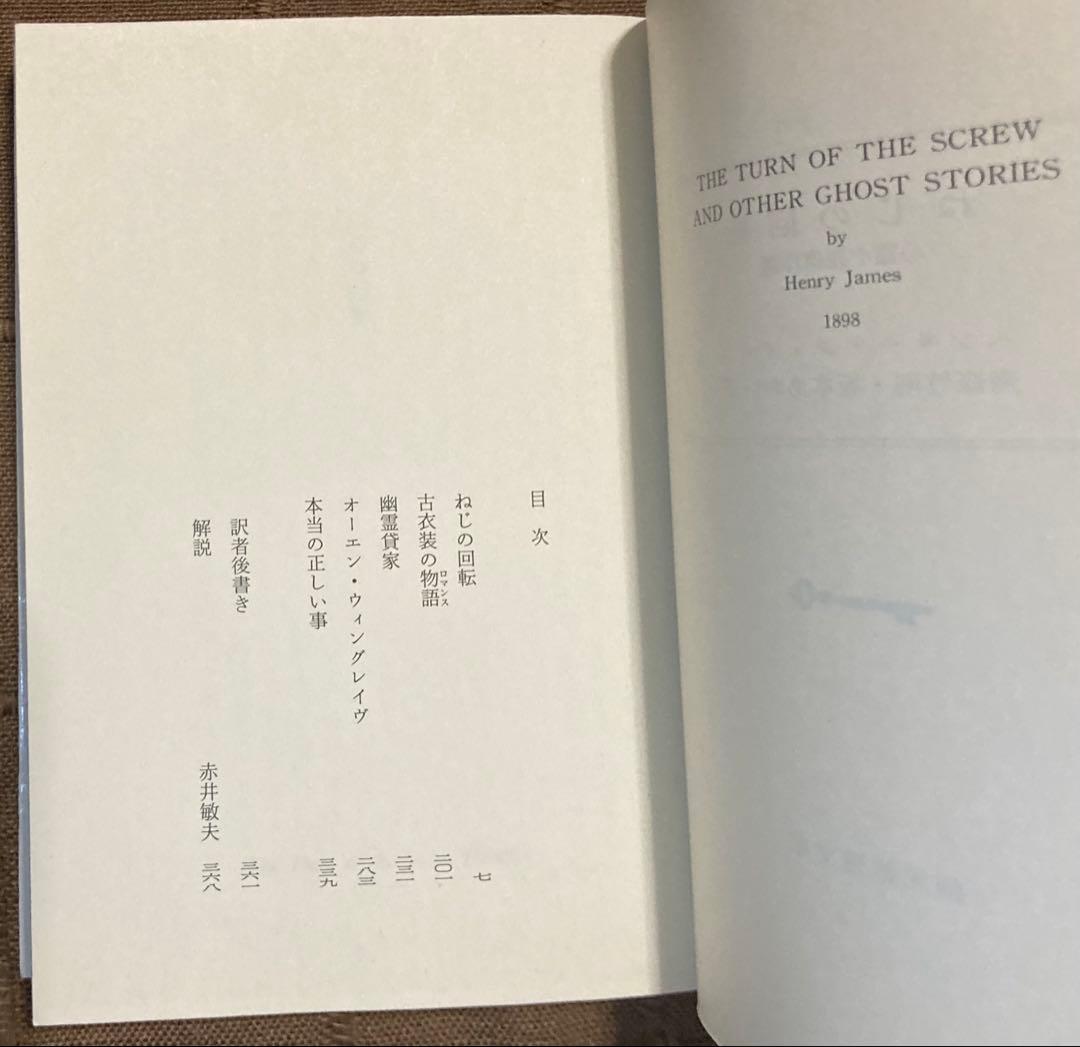 THE TURN OF THE SCREW
AND OTHER GHOST STORIES
by
Henry James
1898
目次
ねじの回転 七
古衣装の物語 ロマンス 二〇一
幽霊貸家 二三一
オーエン・ウィングレイヴ 二八三
本当の正しい事 三三九
訳者後書き 三六一
解説 赤井敏夫 三六八